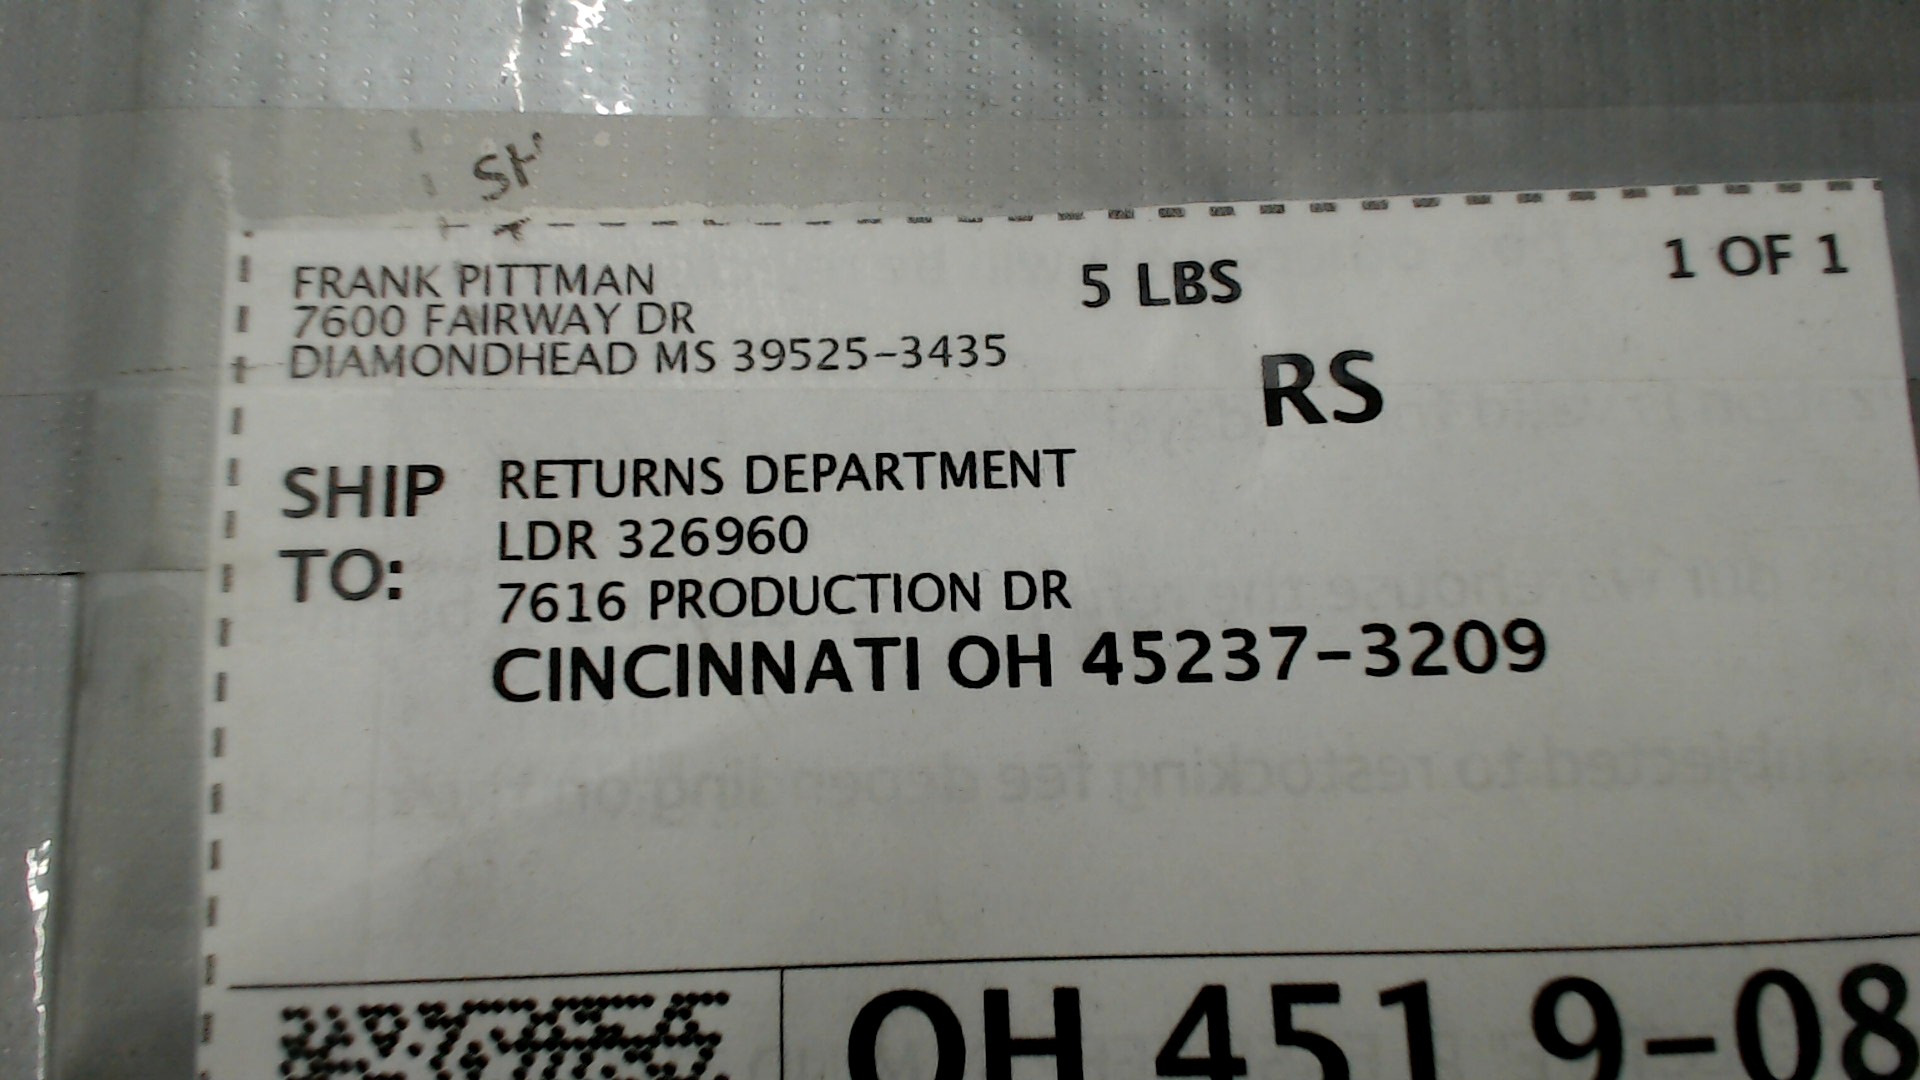 FRANK PITTMAN
7600 FAIRWAY DR
DIAMONDHEAD MS 39525-3435
5 LBS
1 OF 1
RS
SHIP TO:
RETURNS DEPARTMENT
LDR 326960
7616 PRODUCTION DR
CINCINNATI OH 45237-3209
OH 451 9-08